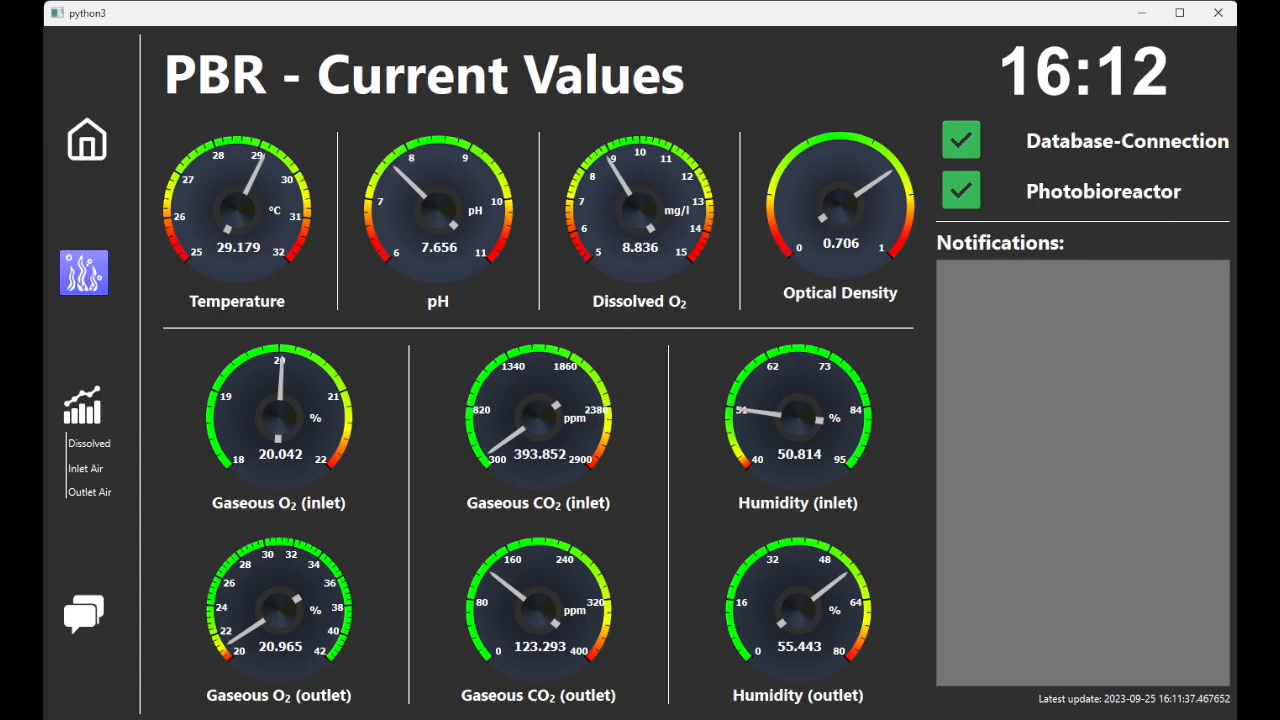 python3
PBR - Current Values
16:12
Database-Connection
Photobioreactor
Notifications:
Dissolved
Inlet Air
Outlet Air
25 26 27 28 29 30 31 32
°C
29.179
Temperature
6 7 8 9 10 11
pH
7.656
pH
5 6 7 8 9 10 11 12 13 14 15
mg/l
8.836
Dissolved O₂
0 1
0.706
Optical Density
18 19 20 21 22
%
20.042
Gaseous O₂ (inlet)
300 820 1340 1860 2380 2900
ppm
393.852
Gaseous CO₂ (inlet)
40 51 62 73 84 95
%
50.814
Humidity (inlet)
20 22 24 26 28 30 32 34 36 38 40 42
%
20.965
Gaseous O₂ (outlet)
0 80 160 240 320 400
ppm
123.293
Gaseous CO₂ (outlet)
0 16 32 48 64 80
%
55.443
Humidity (outlet)
Latest update: 2023-09-25 16:11:37.467652